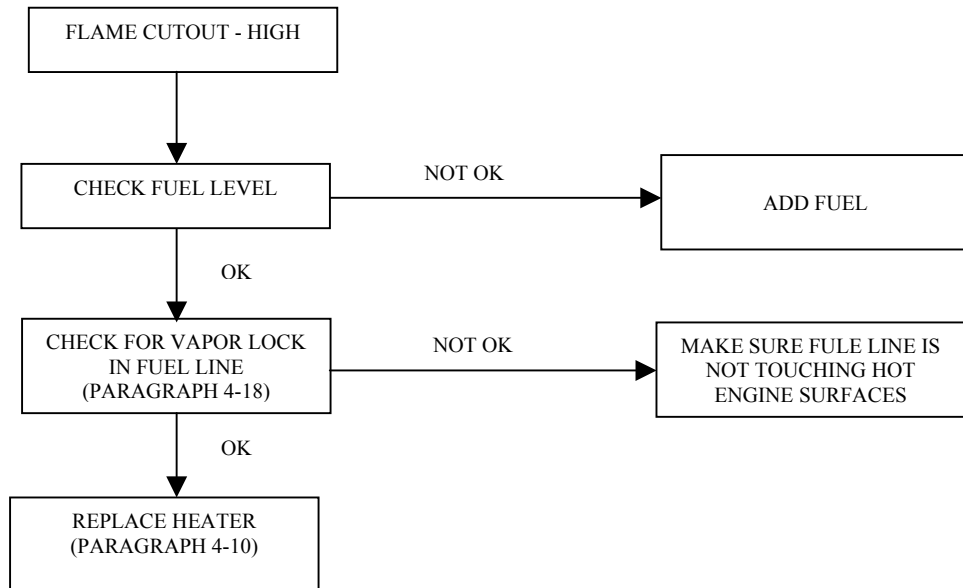 FLAME CUTOUT - HIGH
CHECK FUEL LEVEL
NOT OK
ADD FUEL
OK
CHECK FOR VAPOR LOCK
IN FUEL LINE
(PARAGRAPH 4-18)
NOT OK
MAKE SURE FULE LINE IS
NOT TOUCHING HOT
ENGINE SURFACES
OK
REPLACE HEATER
(PARAGRAPH 4-10)